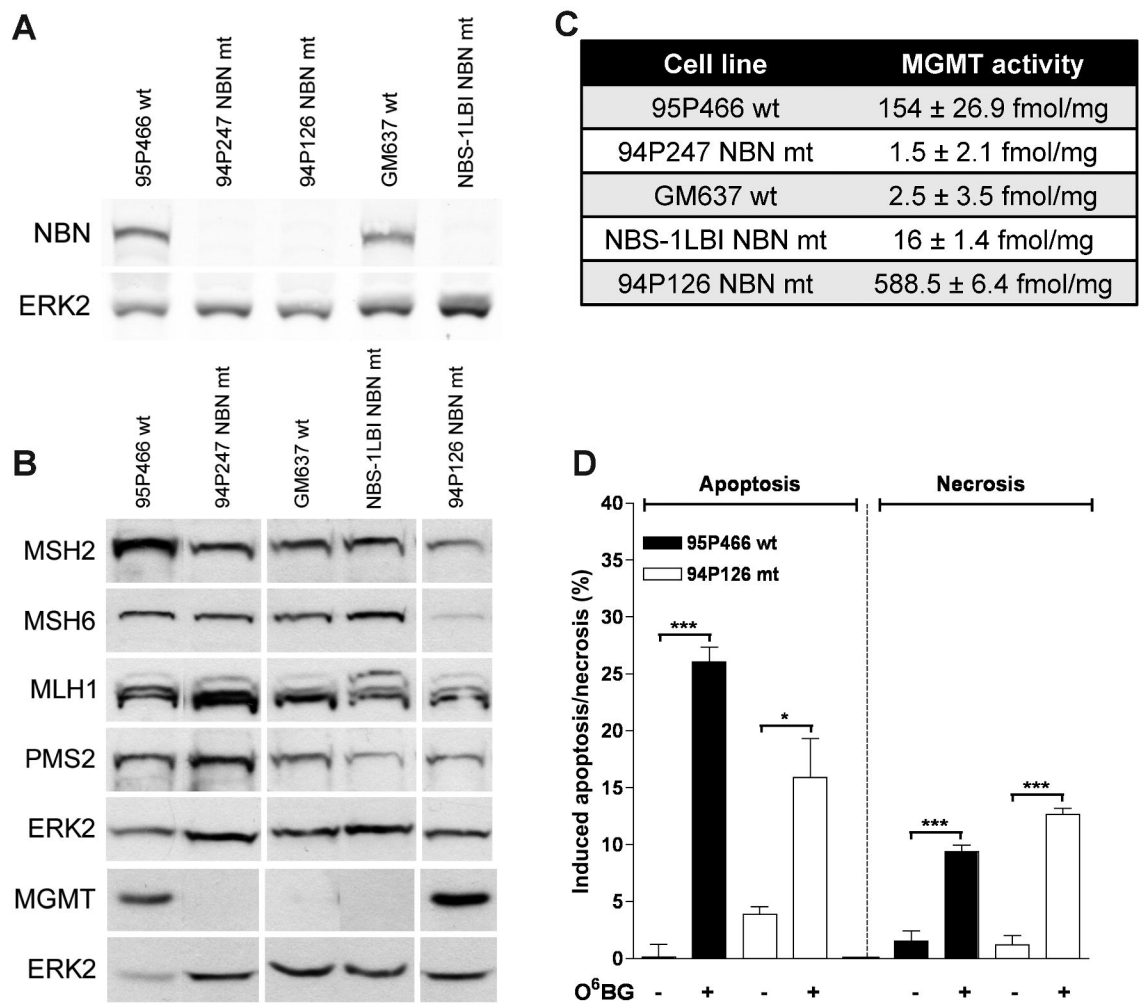 A
95P466 wt
94P247 NBN mt
94P126 NBN mt
GM637 wt
NBS-1LBI NBN mt
NBN
ERK2
B
95P466 wt
94P247 NBN mt
GM637 wt
NBS-1LBI NBN mt
94P126 NBN mt
MSH2
MSH6
MLH1
PMS2
ERK2
MGMT
ERK2
C
Cell line MGMT activity
95P466 wt 154 ± 26.9 fmol/mg
94P247 NBN mt 1.5 ± 2.1 fmol/mg
GM637 wt 2.5 ± 3.5 fmol/mg
NBS-1LBI NBN mt 16 ± 1.4 fmol/mg
94P126 NBN mt 588.5 ± 6.4 fmol/mg
D
Apoptosis Necrosis
Induced apoptosis/necrosis (%)
40
35
30
25
20
15
10
5
0
95P466 wt
94P126 mt
***
*
***
***
O⁶BG - + - + - + - +